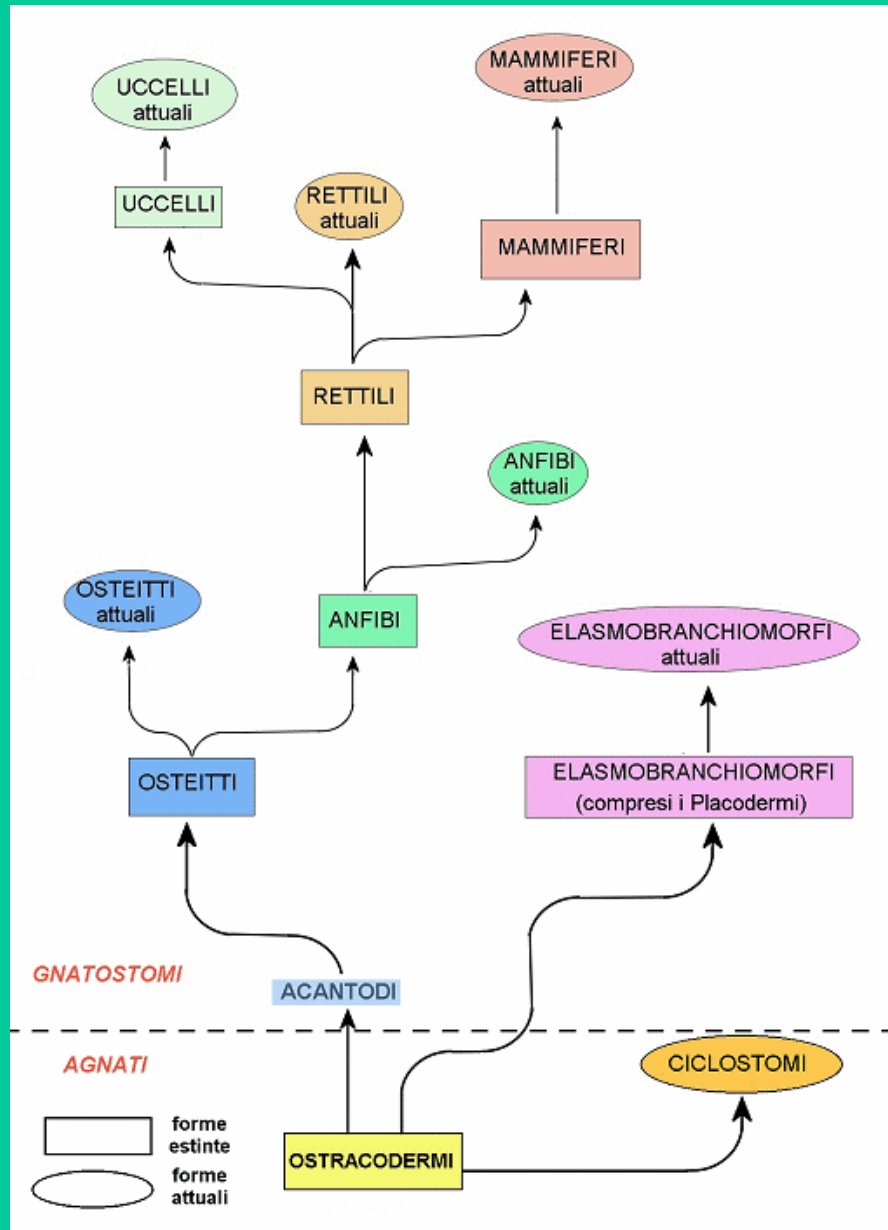 MAMMIFERI
attuali
UCCELLI
attuali
RETTILI
attuali
UCCELLI
MAMMIFERI
RETTILI
ANFIBI
attuali
OSTEITTI
attuali
ANFIBI
ELASMOBRANCHIOMORFI
attuali
OSTEITTI
ELASMOBRANCHIOMORFI
(compresi i Placodermi)
GNATOSTOMI
ACANTODI
AGNATI
CICLOSTOMI
forme
estinte
OSTRACODERMI
forme
attuali